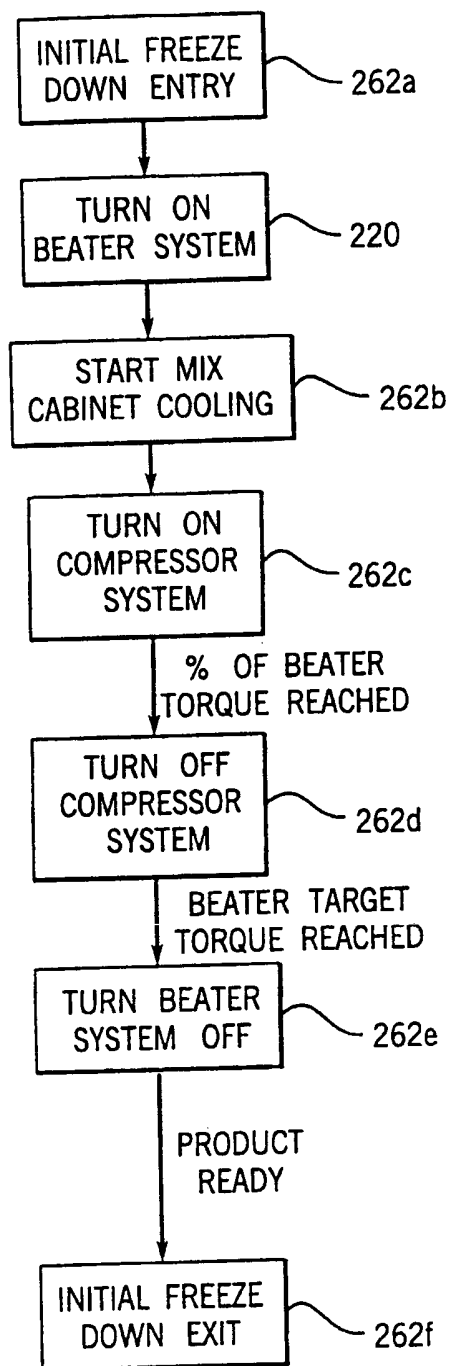 INITIAL FREEZE
DOWN ENTRY
262a
TURN ON
BEATER SYSTEM
220
START MIX
CABINET COOLING
262b
TURN ON
COMPRESSOR
SYSTEM
262c
% OF BEATER
TORQUE REACHED
TURN OFF
COMPRESSOR
SYSTEM
262d
BEATER TARGET
TORQUE REACHED
TURN BEATER
SYSTEM OFF
262e
PRODUCT
READY
INITIAL FREEZE
DOWN EXIT
262f